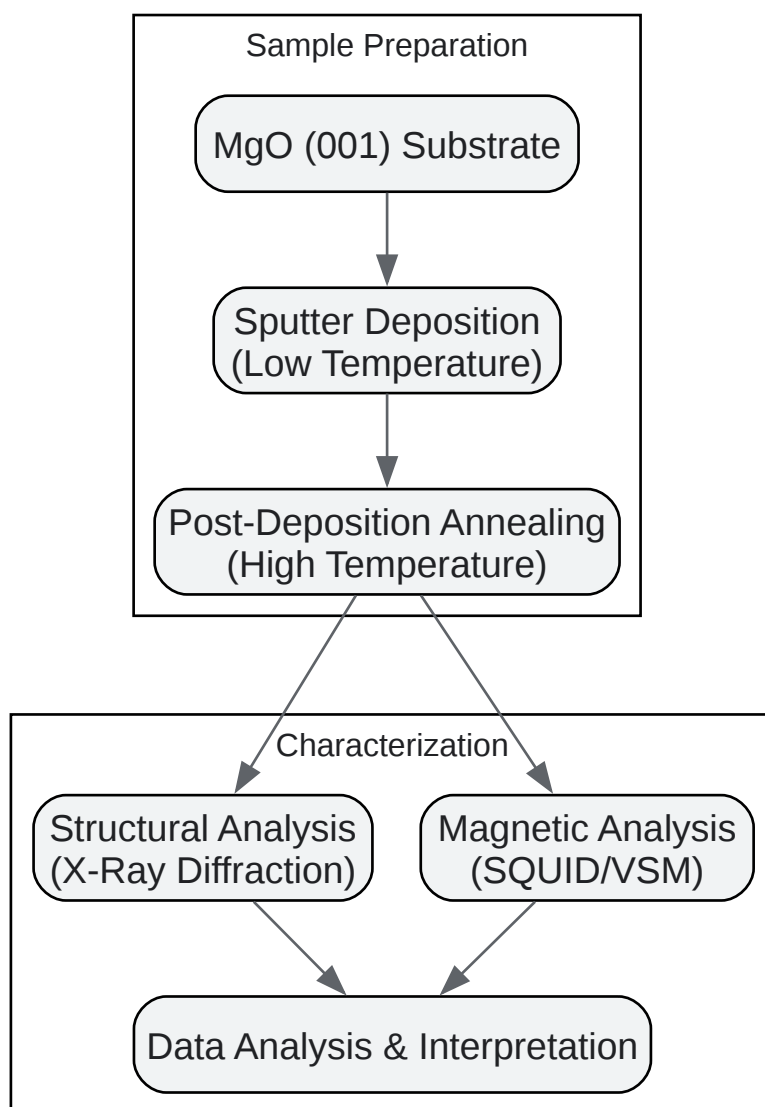 Sample Preparation
MgO (001) Substrate
Sputter Deposition
(Low Temperature)
Post-Deposition Annealing
(High Temperature)
Characterization
Structural Analysis
(X-Ray Diffraction)
Magnetic Analysis
(SQUID/VSM)
Data Analysis & Interpretation